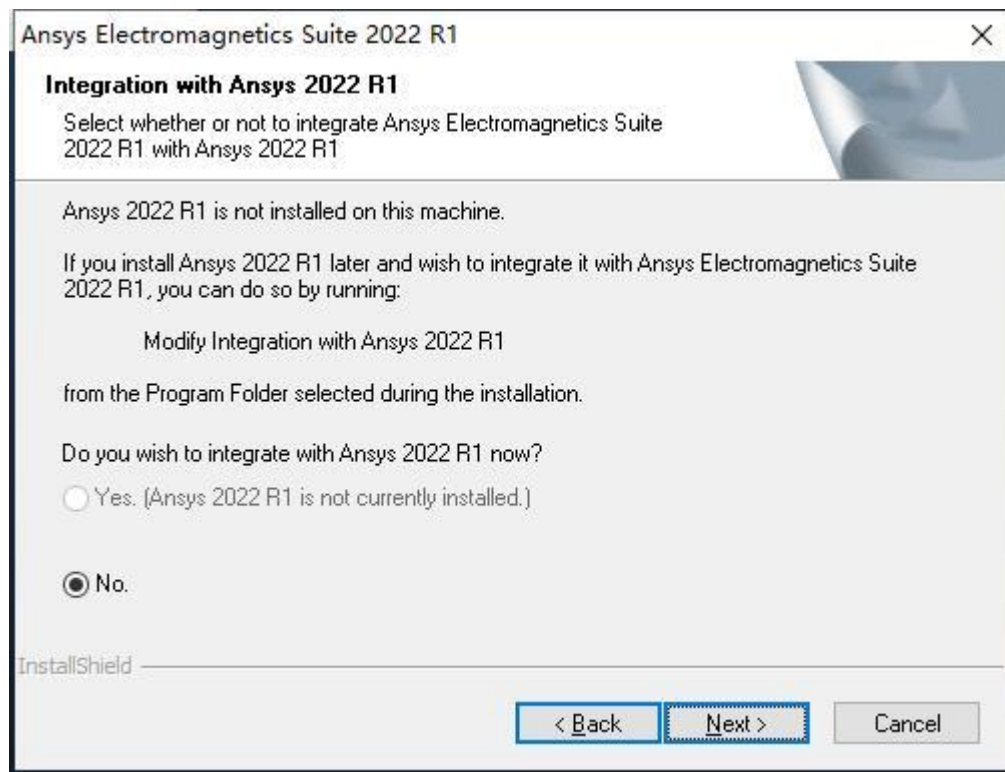 Ansys Electromagnetics Suite 2022 R1
Integration with Ansys 2022 R1
Select whether or not to integrate Ansys Electromagnetics Suite
2022 R1 with Ansys 2022 R1
Ansys 2022 R1 is not installed on this machine.
If you install Ansys 2022 R1 later and wish to integrate it with Ansys Electromagnetics Suite
2022 R1, you can do so by running:
Modify Integration with Ansys 2022 R1
from the Program Folder selected during the installation.
Do you wish to integrate with Ansys 2022 R1 now?
Yes. (Ansys 2022 R1 is not currently installed.)
No.
InstallShield
< Back Next > Cancel